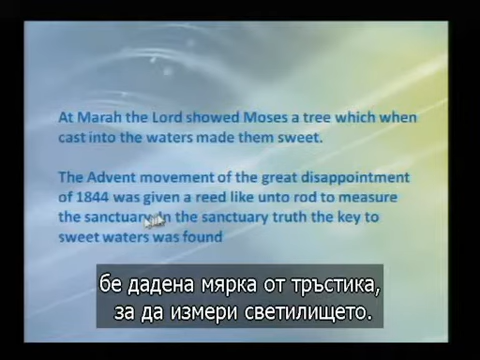 At Marah the Lord showed Moses a tree which when
cast into the waters made them sweet.
The Advent movement of the great disappointment
of 1844 was given a reed like unto rod to measure
the sanctuary. In the sanctuary truth the key to
sweet waters was found
бе дадена мярка от тръстика,
за да измери светилището.